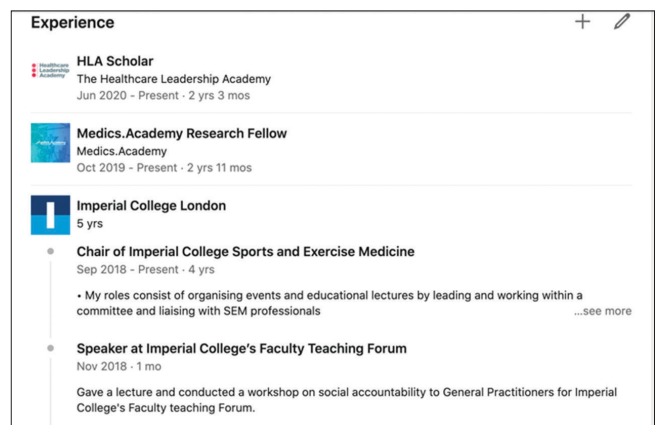 Experience
Healthcare
Leadership
Academy
HLA Scholar
The Healthcare Leadership Academy
Jun 2020 - Present · 2 yrs 3 mos
Medics.Academy Research Fellow
Medics.Academy
Oct 2019 - Present · 2 yrs 11 mos
Imperial College London
5 yrs
Chair of Imperial College Sports and Exercise Medicine
Sep 2018 - Present · 4 yrs
• My roles consist of organising events and educational lectures by leading and working within a
committee and liaising with SEM professionals ...see more
Speaker at Imperial College's Faculty Teaching Forum
Nov 2018 · 1 mo
Gave a lecture and conducted a workshop on social accountability to General Practitioners for Imperial
College's Faculty teaching Forum.